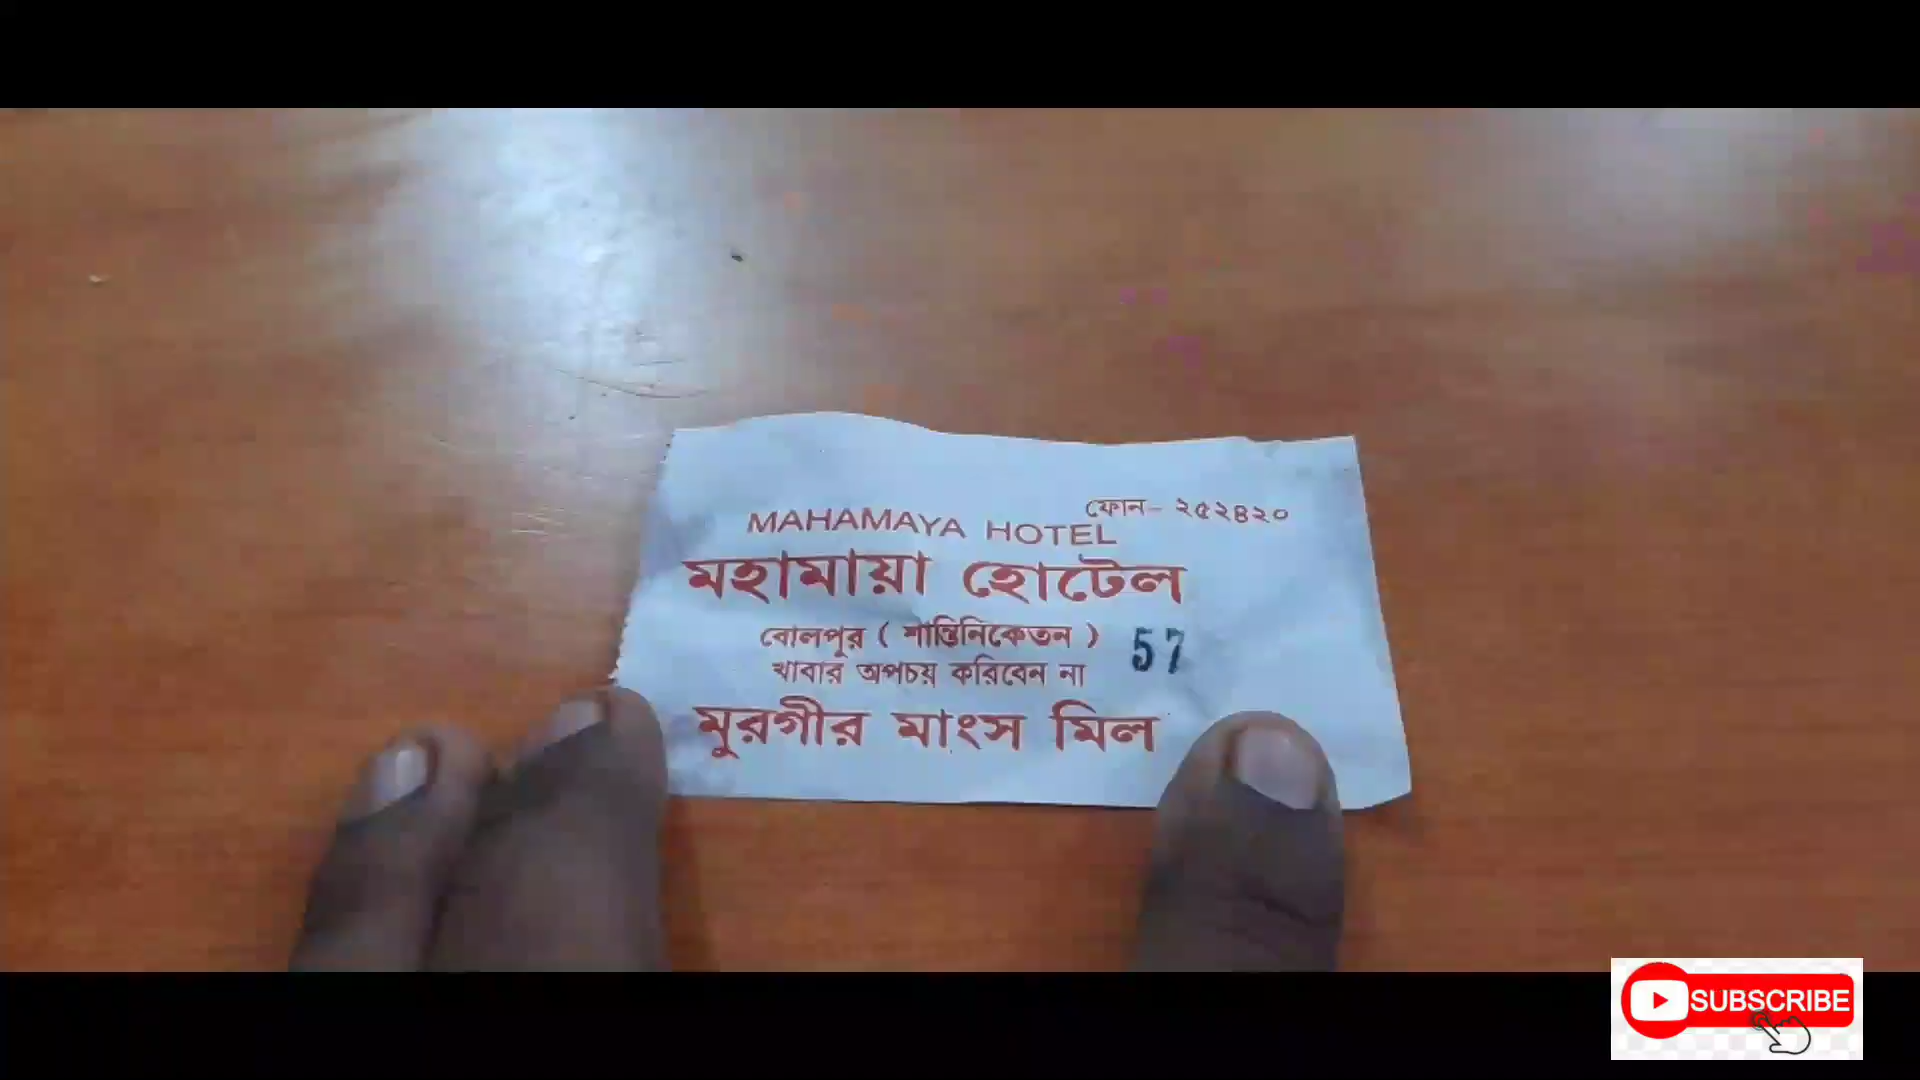 ফোন- ২৫২৪২০
MAHAMAYA HOTEL
মহামায়া হোটেল
বোলপুর ( শান্তিনিকেতন ) 57
খাবার অপচয় করিবেন না
মুরগীর মাংস মিল
SUBSCRIBE